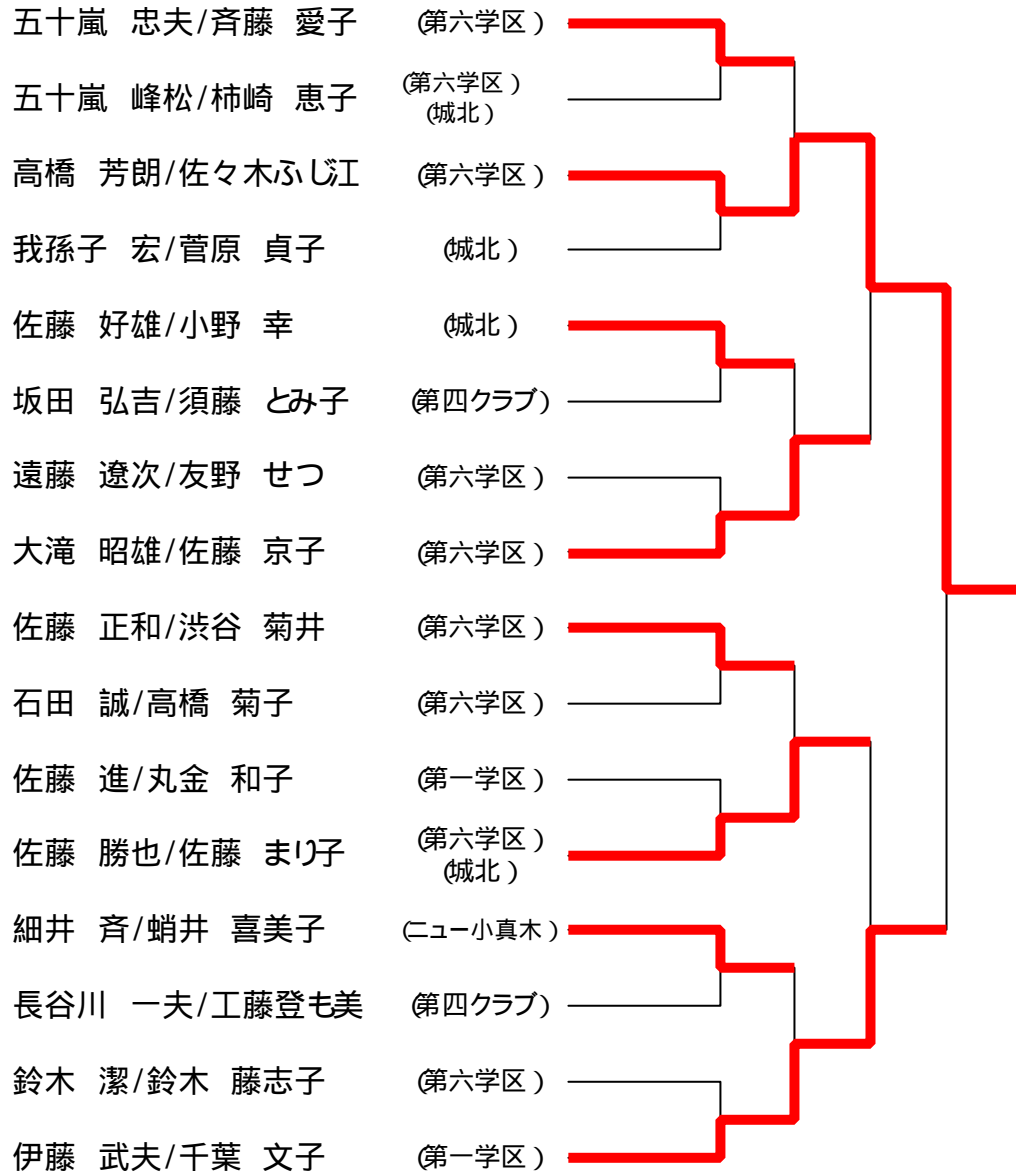 五十嵐 忠夫/斉藤 愛子 (第六学区)
五十嵐 峰松/柿崎 恵子 (第六学区)
(城北)
高橋 芳朗/佐々木ふじ江 (第六学区)
我孫子 宏/菅原 貞子 (城北)
佐藤 好雄/小野 幸 (城北)
坂田 弘吉/須藤 とみ子 (第四クラブ)
遠藤 遼次/友野 せつ (第六学区)
大滝 昭雄/佐藤 京子 (第六学区)
佐藤 正和/渋谷 菊井 (第六学区)
石田 誠/高橋 菊子 (第六学区)
佐藤 進/丸金 和子 (第一学区)
佐藤 勝也/佐藤 まり子 (第六学区)
(城北)
細井 斉/蛸井 喜美子 (ニュー小真木)
長谷川 一夫/工藤登も美 (第四クラブ)
鈴木 潔/鈴木 藤志子 (第六学区)
伊藤 武夫/千葉 文子 (第一学区)